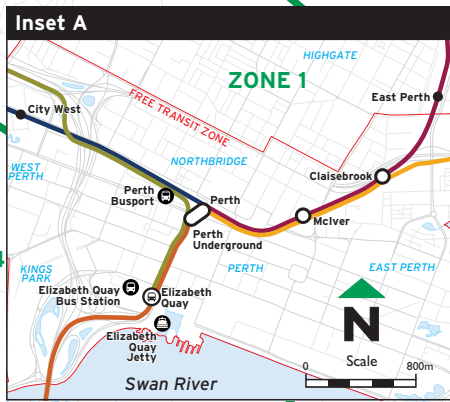 Inset A
HIGHGATE
ZONE 1
East Perth
City West
FREE TRANSIT ZONE
NORTHBRIDGE
WEST
PERTH
Claisebrook
Perth
Busport
Perth
McIver
Perth
Underground
PERTH
EAST PERTH
KINGS
PARK
Elizabeth Quay
Bus Station
Elizabeth
Quay
Elizabeth
Quay
Jetty
N
Scale
0 800m
Swan River